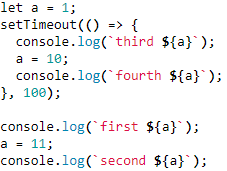 let a = 1;
setTimeout(() => {
  console.log(`third ${a}`);
  a = 10;
  console.log(`fourth ${a}`);
}, 100);

console.log(`first ${a}`);
a = 11;
console.log(`second ${a}`);